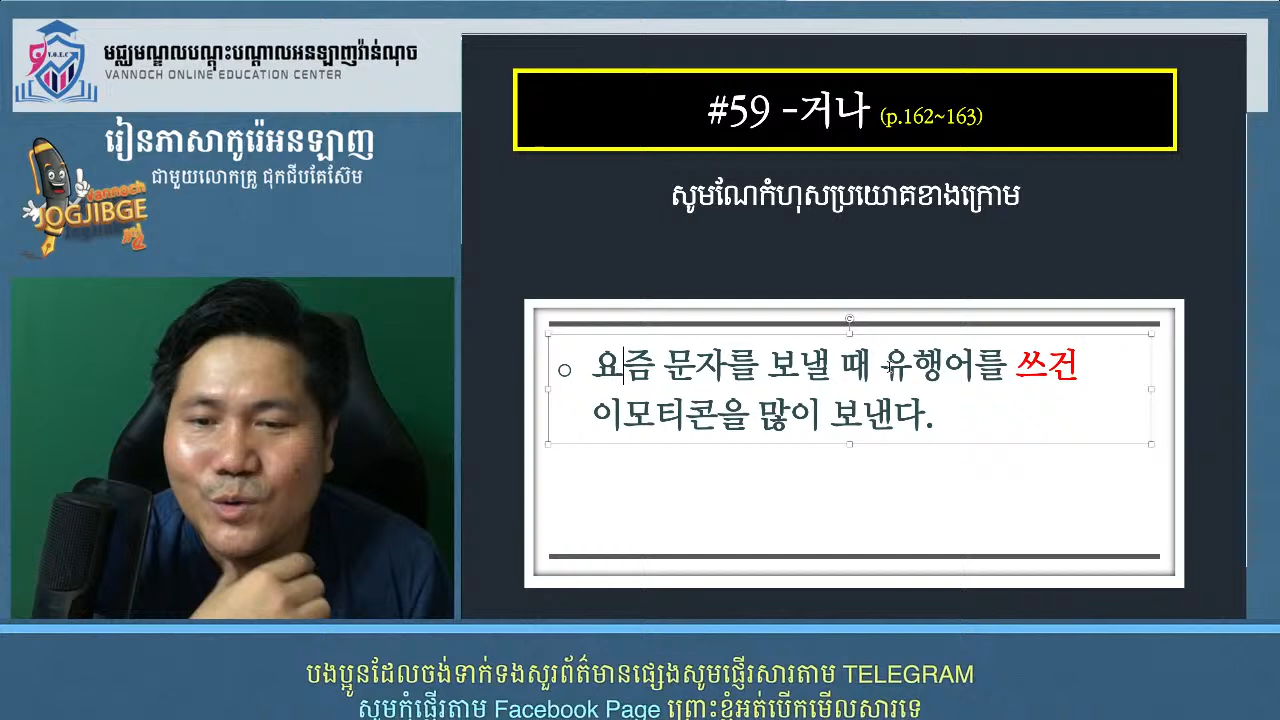 មជ្ឈមណ្ឌលបណ្តុះបណ្តាលអនឡាញវ៉ាន់ណុច
VANNOCH ONLINE EDUCATION CENTER
V.O.E.C
រៀនភាសាកូរ៉េអនឡាញ
ជាមួយលោកគ្រូ ជុកជីបគែស៊ែម
Vannoch
JOGJIBGE
#59 -거나 (p.162~163)
សូមណែកំហុសប្រយោគខាងក្រោម
요즘 문자를 보낼 때 유행어를 쓰건
이모티콘을 많이 보낸다.
បងប្អូនដែលចង់ទាក់ទងសួរព័ត៌មានផ្សេងសូមផ្ញើរសារតាម TELEGRAM
សូមកុំផ្ញើរតាម Facebook Page ព្រោះខ្ញុំអត់បើកមើលសារទេ